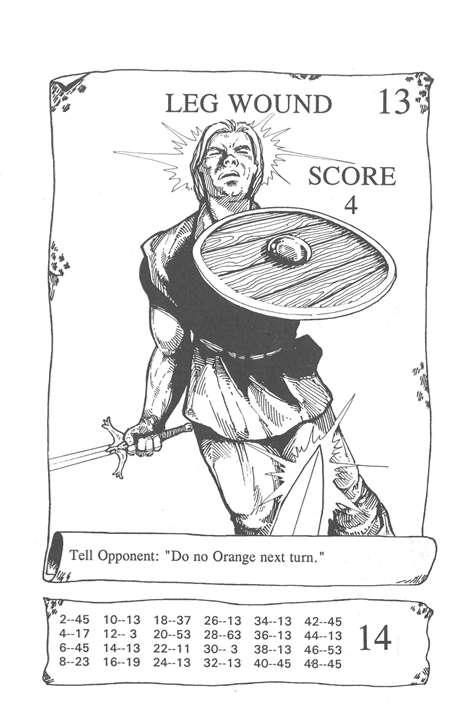 LEG WOUND 13
SCORE
4
Tell Opponent: "Do no Orange next turn."
2--45 10--13 18--37 26--13 34--13 42--45
4--17 12-- 3 20--53 28--63 36--13 44--13
6--45 14--13 22--11 30-- 3 38--13 46--53
8--23 16--19 24--13 32--13 40--45 48--45
14